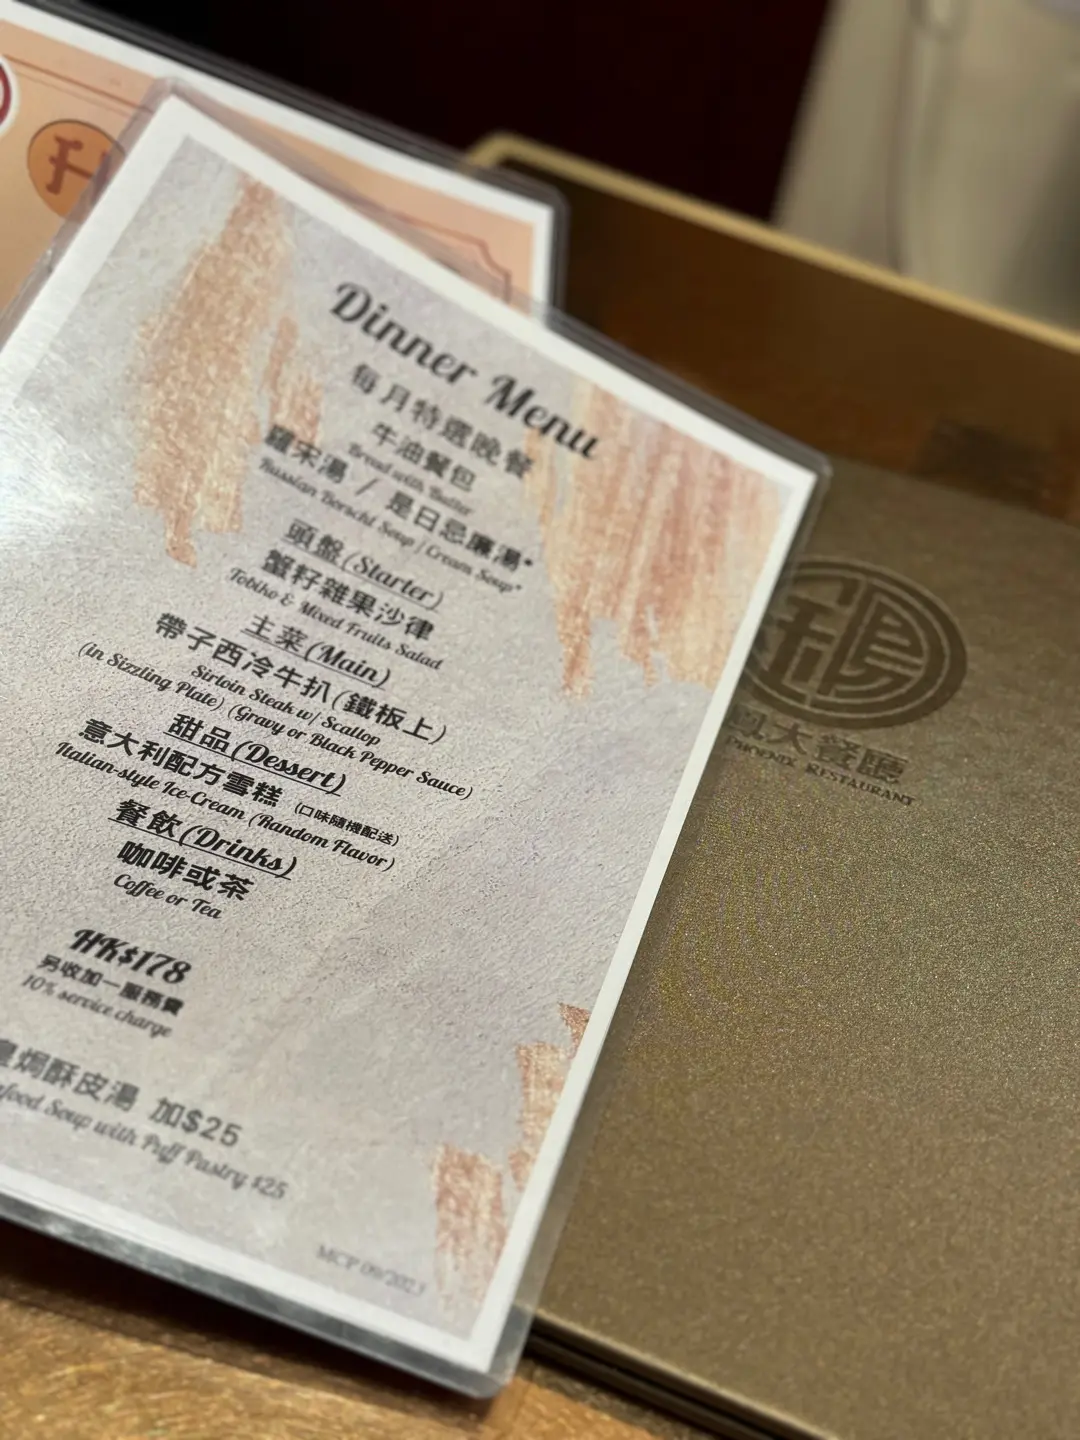 Dinner Menu
每月特選晚餐
牛油餐包
Bread with Butter
羅宋湯 / 是日忌廉湯*
Russian Borscht Soup / Cream Soup*
頭盤(Starter)
蟹籽雜果沙律
Tobiko & Mixed Fruits Salad
主菜(Main)
帶子西冷牛扒(鐵板上)
Sirloin Steak w/ Scallop
(in Sizzling Plate) (Gravy or Black Pepper Sauce)
甜品(Dessert)
意大利配方雪糕 (口味隨機配送)
Italian-style Ice-Cream (Random Flavor)
餐飲(Drinks)
咖啡或茶
Coffee or Tea
HK$178
另收加一服務費
10% service charge
焗酥皮湯 加$25
Soup with Puff Pastry $25
MCP 09/2023
大餐廳
PHOENIX RESTAURANT